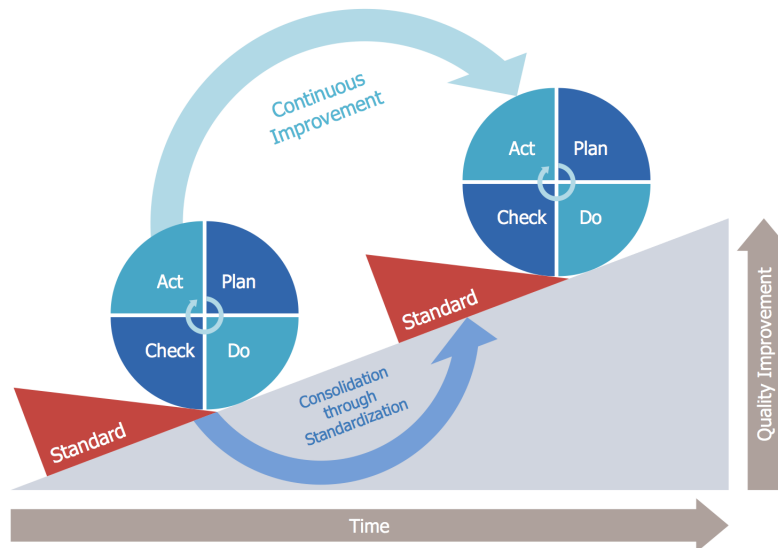 Continuous
Improvement
Act
Plan
Check
Do
Act
Plan
Check
Do
Standard
Standard
Consolidation
through
Standardization
Quality Improvement
Time